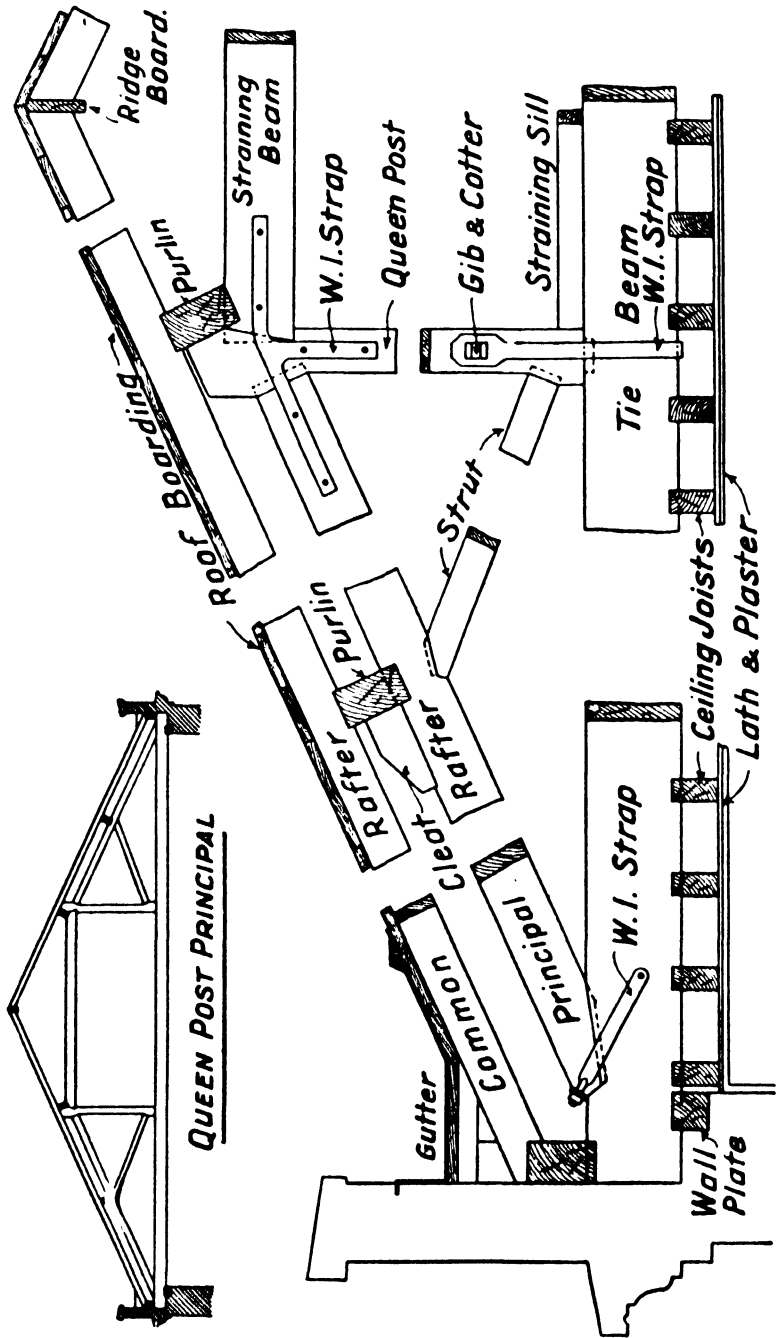 QUEEN POST PRINCIPAL
Ridge
Board.
Roof Boarding
Purlin
Straining
Beam
W.I. Strap
Queen Post
Gib & Cotter
Straining Sill
Strut
Tie
Beam
W.I. Strap
Purlin
Rafter
Rafter
Cleat
Common
Principal
Gutter
W.I. Strap
Ceiling Joists
Lath & Plaster
Wall
Plate